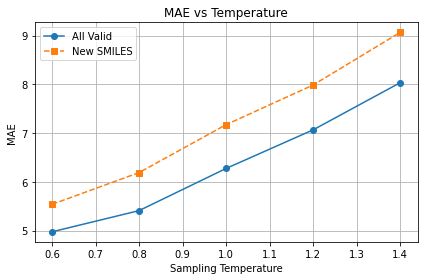 MAE vs Temperature
All Valid
New SMILES
MAE
9
8
7
6
5
0.6 0.7 0.8 0.9 1.0 1.1 1.2 1.3 1.4
Sampling Temperature